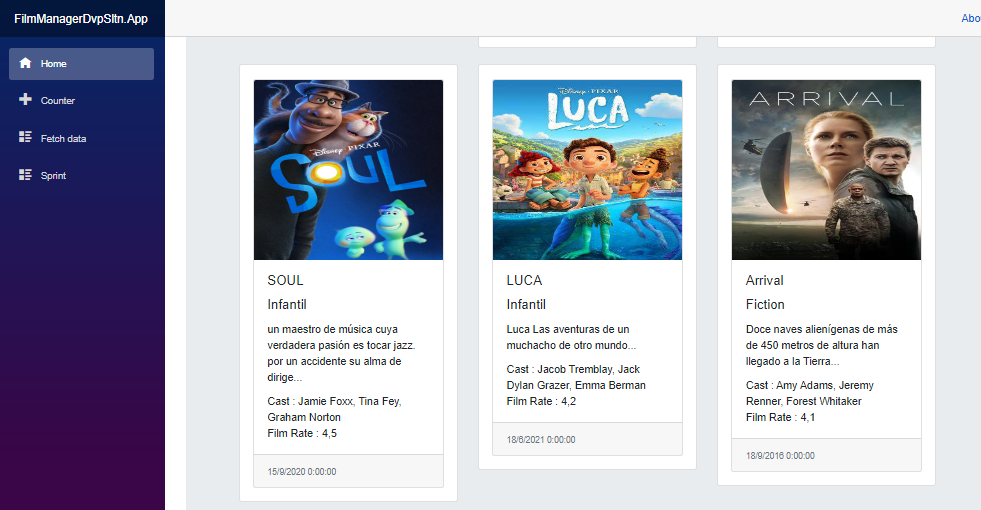 FilmManagerDvpSltn.App
Abo
Home
Counter
Fetch data
Sprint
DISNEY PIXAR
SOUL
SOUL
Infantil
un maestro de música cuya
verdadera pasión es tocar jazz.
por un accidente su alma de
dirige...
Cast : Jamie Foxx, Tina Fey,
Graham Norton
Film Rate : 4,5
15/9/2020 0:00:00
DISNEY · PIXAR
LUCA
LUCA
Infantil
Luca Las aventuras de un
muchacho de otro mundo...
Cast : Jacob Tremblay, Jack
Dylan Grazer, Emma Berman
Film Rate : 4,2
18/6/2021 0:00:00
ARRIVAL
Arrival
Fiction
Doce naves alienígenas de más
de 450 metros de altura han
llegado a la Tierra...
Cast : Amy Adams, Jeremy
Renner, Forest Whitaker
Film Rate : 4,1
18/9/2016 0:00:00